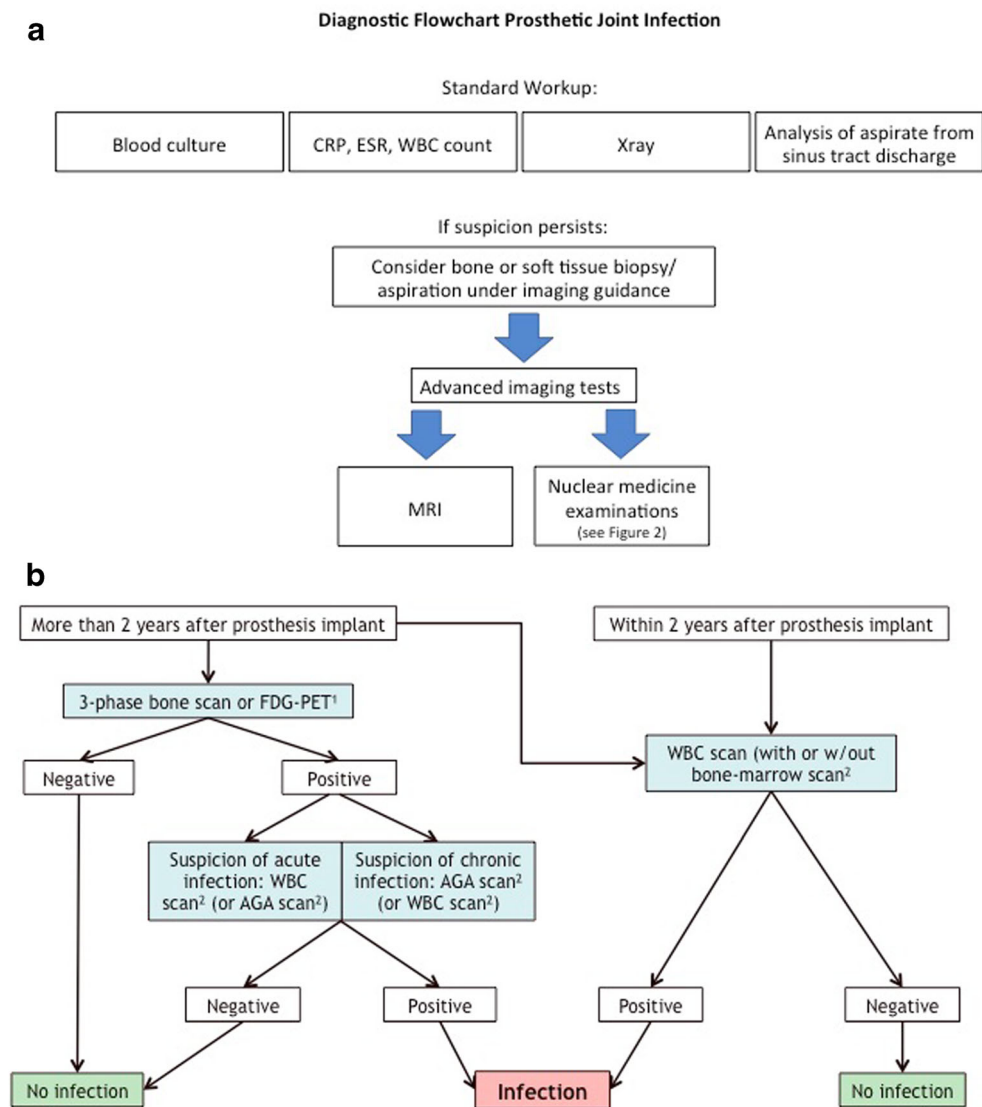 Diagnostic Flowchart Prosthetic Joint Infection
a
Standard Workup:
Blood culture
CRP, ESR, WBC count
Xray
Analysis of aspirate from
sinus tract discharge
If suspicion persists:
Consider bone or soft tissue biopsy/
aspiration under imaging guidance
Advanced imaging tests
MRI
Nuclear medicine
examinations
(see Figure 2)
b
More than 2 years after prosthesis implant
Within 2 years after prosthesis implant
3-phase bone scan or FDG-PET¹
WBC scan (with or w/out
bone-marrow scan²
Negative
Positive
Suspicion of acute
infection: WBC
scan² (or AGA scan²)
Suspicion of chronic
infection: AGA scan²
(or WBC scan²)
Negative
Positive
Positive
Negative
No infection
Infection
No infection